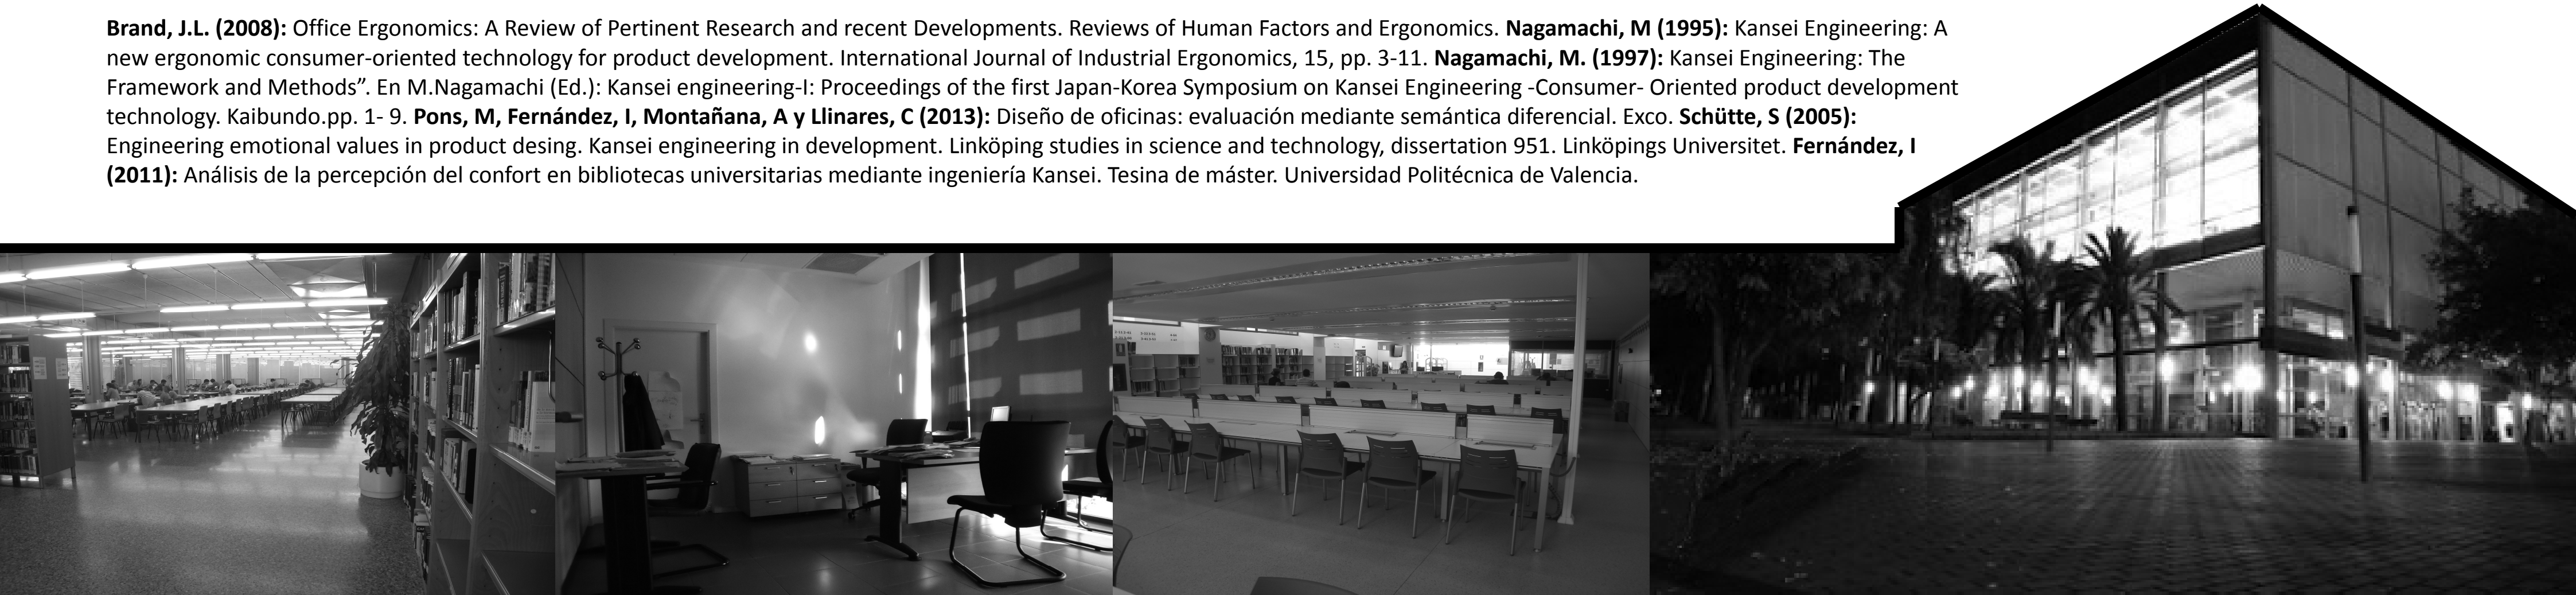 Brand, J.L. (2008): Office Ergonomics: A Review of Pertinent Research and recent Developments. Reviews of Human Factors and Ergonomics. Nagamachi, M (1995): Kansei Engineering: A
new ergonomic consumer-oriented technology for product development. International Journal of Industrial Ergonomics, 15, pp. 3-11. Nagamachi, M. (1997): Kansei Engineering: The
Framework and Methods”. En M.Nagamachi (Ed.): Kansei engineering-I: Proceedings of the first Japan-Korea Symposium on Kansei Engineering -Consumer- Oriented product development
technology. Kaibundo.pp. 1- 9. Pons, M, Fernández, I, Montañana, A y Llinares, C (2013): Diseño de oficinas: evaluación mediante semántica diferencial. Exco. Schütte, S (2005):
Engineering emotional values in product desing. Kansei engineering in development. Linköping studies in science and technology, dissertation 951. Linköpings Universitet. Fernández, I
(2011): Análisis de la percepción del confort en bibliotecas universitarias mediante ingeniería Kansei. Tesina de máster. Universidad Politécnica de Valencia.